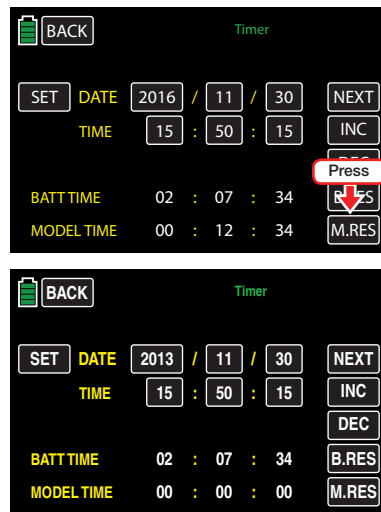 BACK Timer
SET DATE 2016 / 11 / 30 NEXT
TIME 15 : 50 : 15 INC
Press
BATT TIME 02 : 07 : 34
MODEL TIME 00 : 12 : 34 M.RES
BACK Timer
SET DATE 2013 / 11 / 30 NEXT
TIME 15 : 50 : 15 INC
DEC
BATT TIME 02 : 07 : 34 B.RES
MODEL TIME 00 : 00 : 00 M.RES